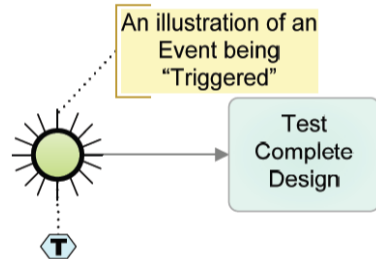 An illustration of an
Event being
“Triggered”
Test
Complete
Design
T